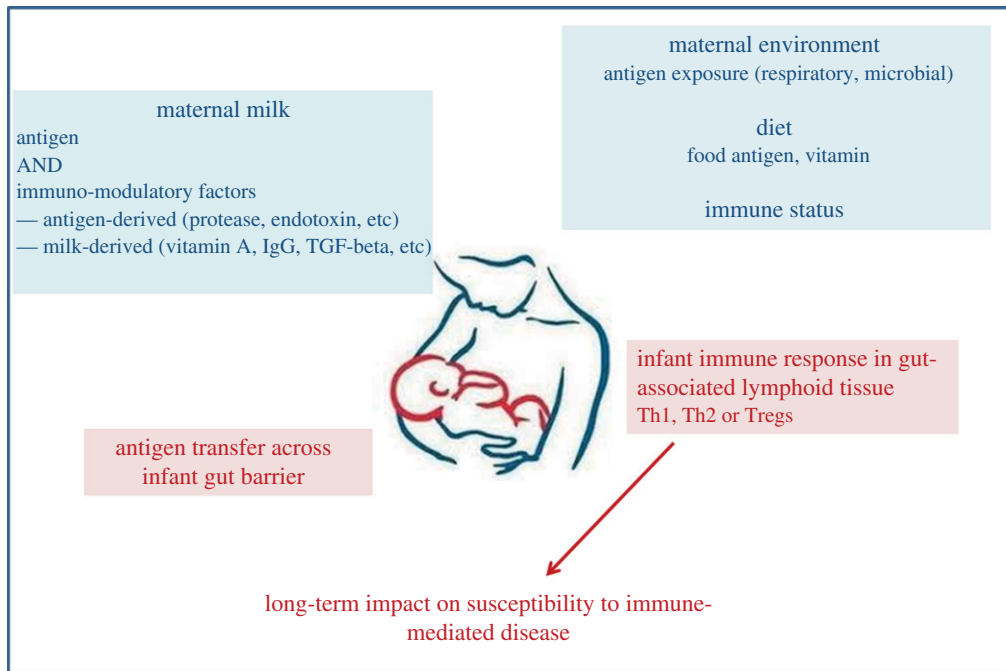 maternal milk
antigen
AND
immuno-modulatory factors
— antigen-derived (protease, endotoxin, etc)
— milk-derived (vitamin A, IgG, TGF-beta, etc)
maternal environment
antigen exposure (respiratory, microbial)
diet
food antigen, vitamin
immune status
antigen transfer across
infant gut barrier
infant immune response in gut-
associated lymphoid tissue
Th1, Th2 or Tregs
long-term impact on susceptibility to immune-
mediated disease